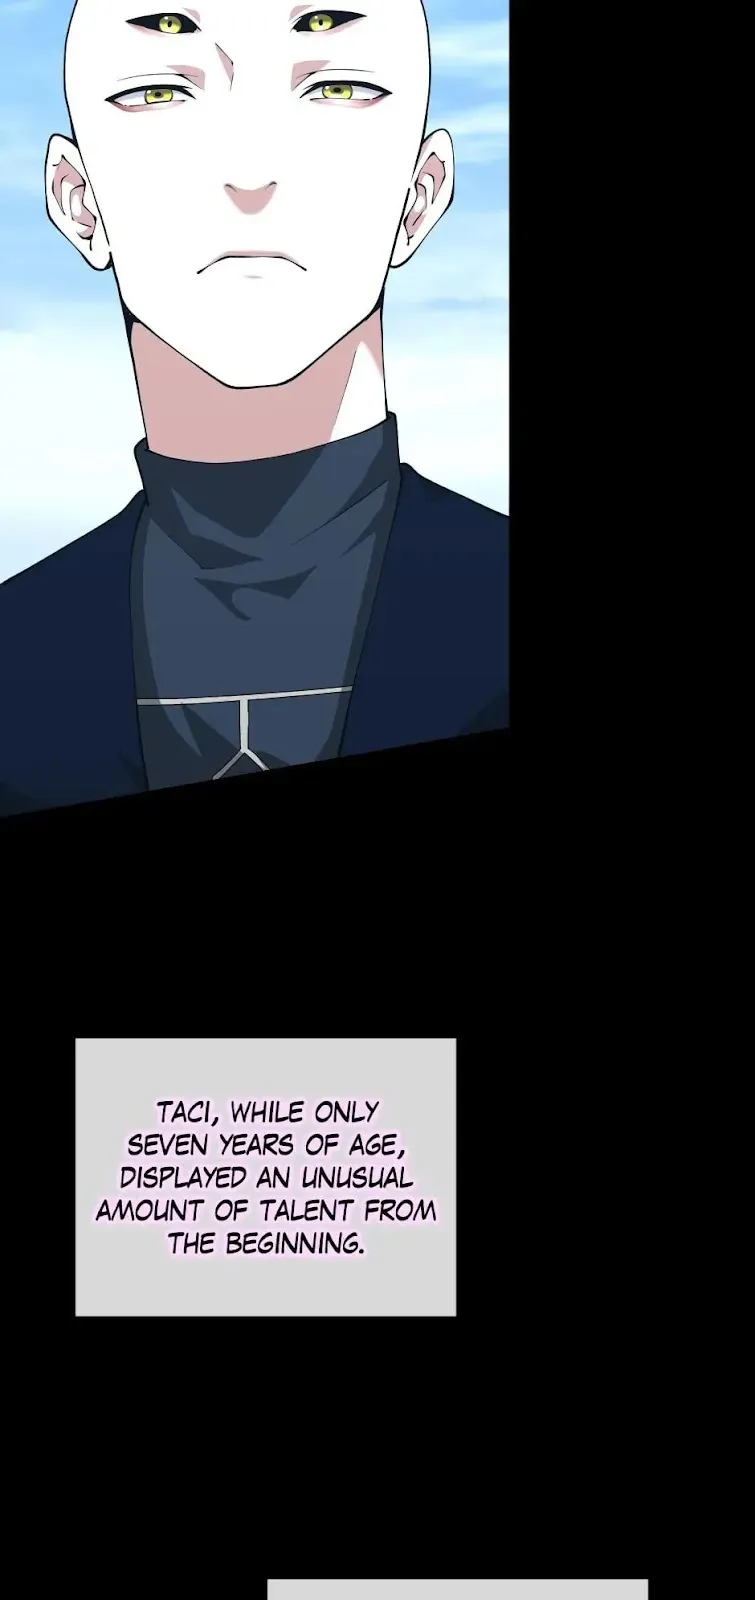 TACI, WHILE ONLY
SEVEN YEARS OF AGE,
DISPLAYED AN UNUSUAL
AMOUNT OF TALENT FROM
THE BEGINNING.